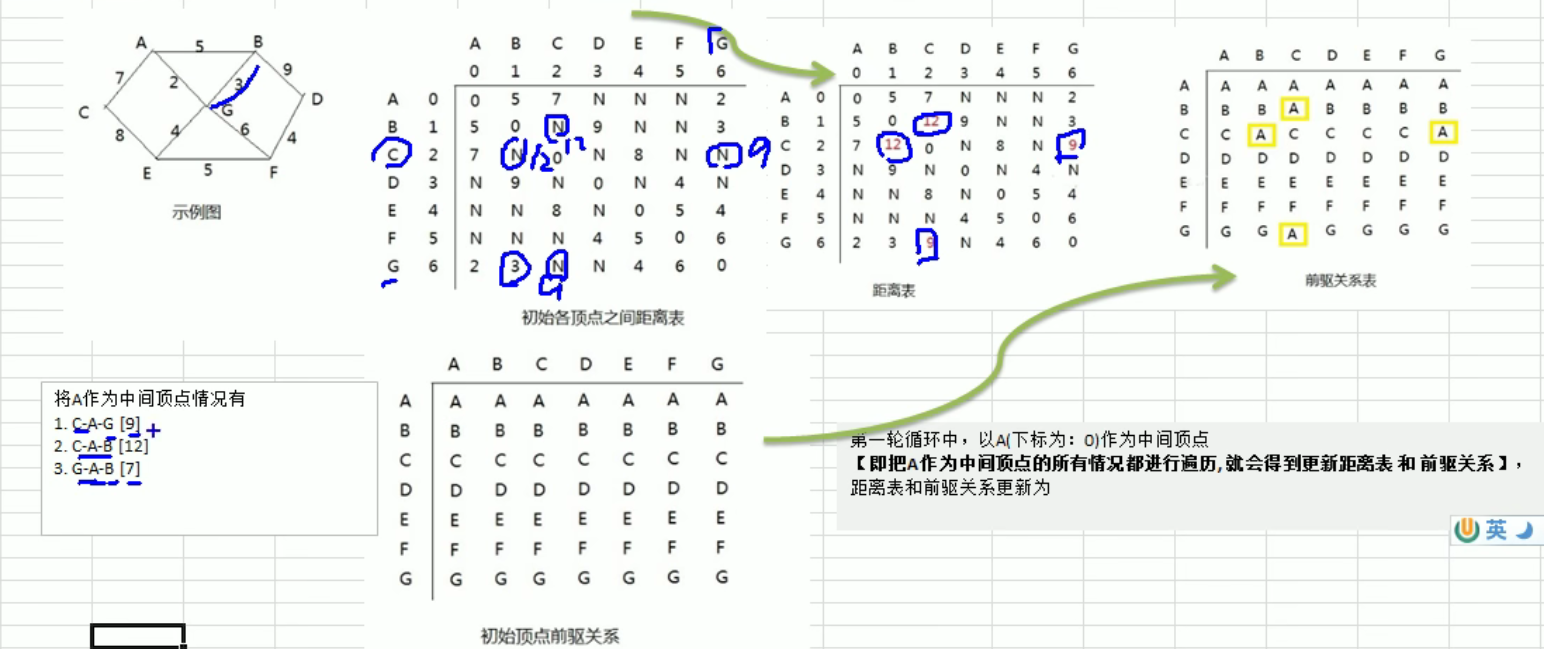 A 5 B
7 2 3 9
C G D
8 4 6 4
E 5 F
示例图
A B C D E F G
0 1 2 3 4 5 6
A 0 0 5 7 N N N 2
B 1 5 0 N 9 N N 3
C 2 7 N 0 N 8 N N 9
12 12
D 3 N 9 N 0 N 4 N
E 4 N N 8 N 0 5 4
F 5 N N N 4 5 0 6
G 6 2 3 N N 4 6 0
9
初始各顶点之间距离表
A B C D E F G
0 1 2 3 4 5 6
A 0 0 5 7 N N N 2
B 1 5 0 12 9 N N 3
C 2 7 12 0 N 8 N 9
D 3 N 9 N 0 N 4 N
E 4 N N 8 N 0 5 4
F 5 N N N 4 5 0 6
G 6 2 3 9 N 4 6 0
距离表
A B C D E F G
A A A A A A A A
B B B A B B B B
C C A C C C C A
D D D D D D D D
E E E E E E E E
F F F F F F F F
G G G A G G G G
前驱关系表
将A作为中间顶点情况有
1. C-A-G [9]
2. C-A-B [12]
3. G-A-B [7]
A B C D E F G
A A A A A A A A
B B B B B B B B
C C C C C C C C
D D D D D D D D
E E E E E E E E
F F F F F F F F
G G G G G G G G
初始顶点前驱关系
第一轮循环中，以A(下标为：0)作为中间顶点
【即把A作为中间顶点的所有情况都进行遍历,就会得到更新距离表 和 前驱关系】，
距离表和前驱关系更新为
英